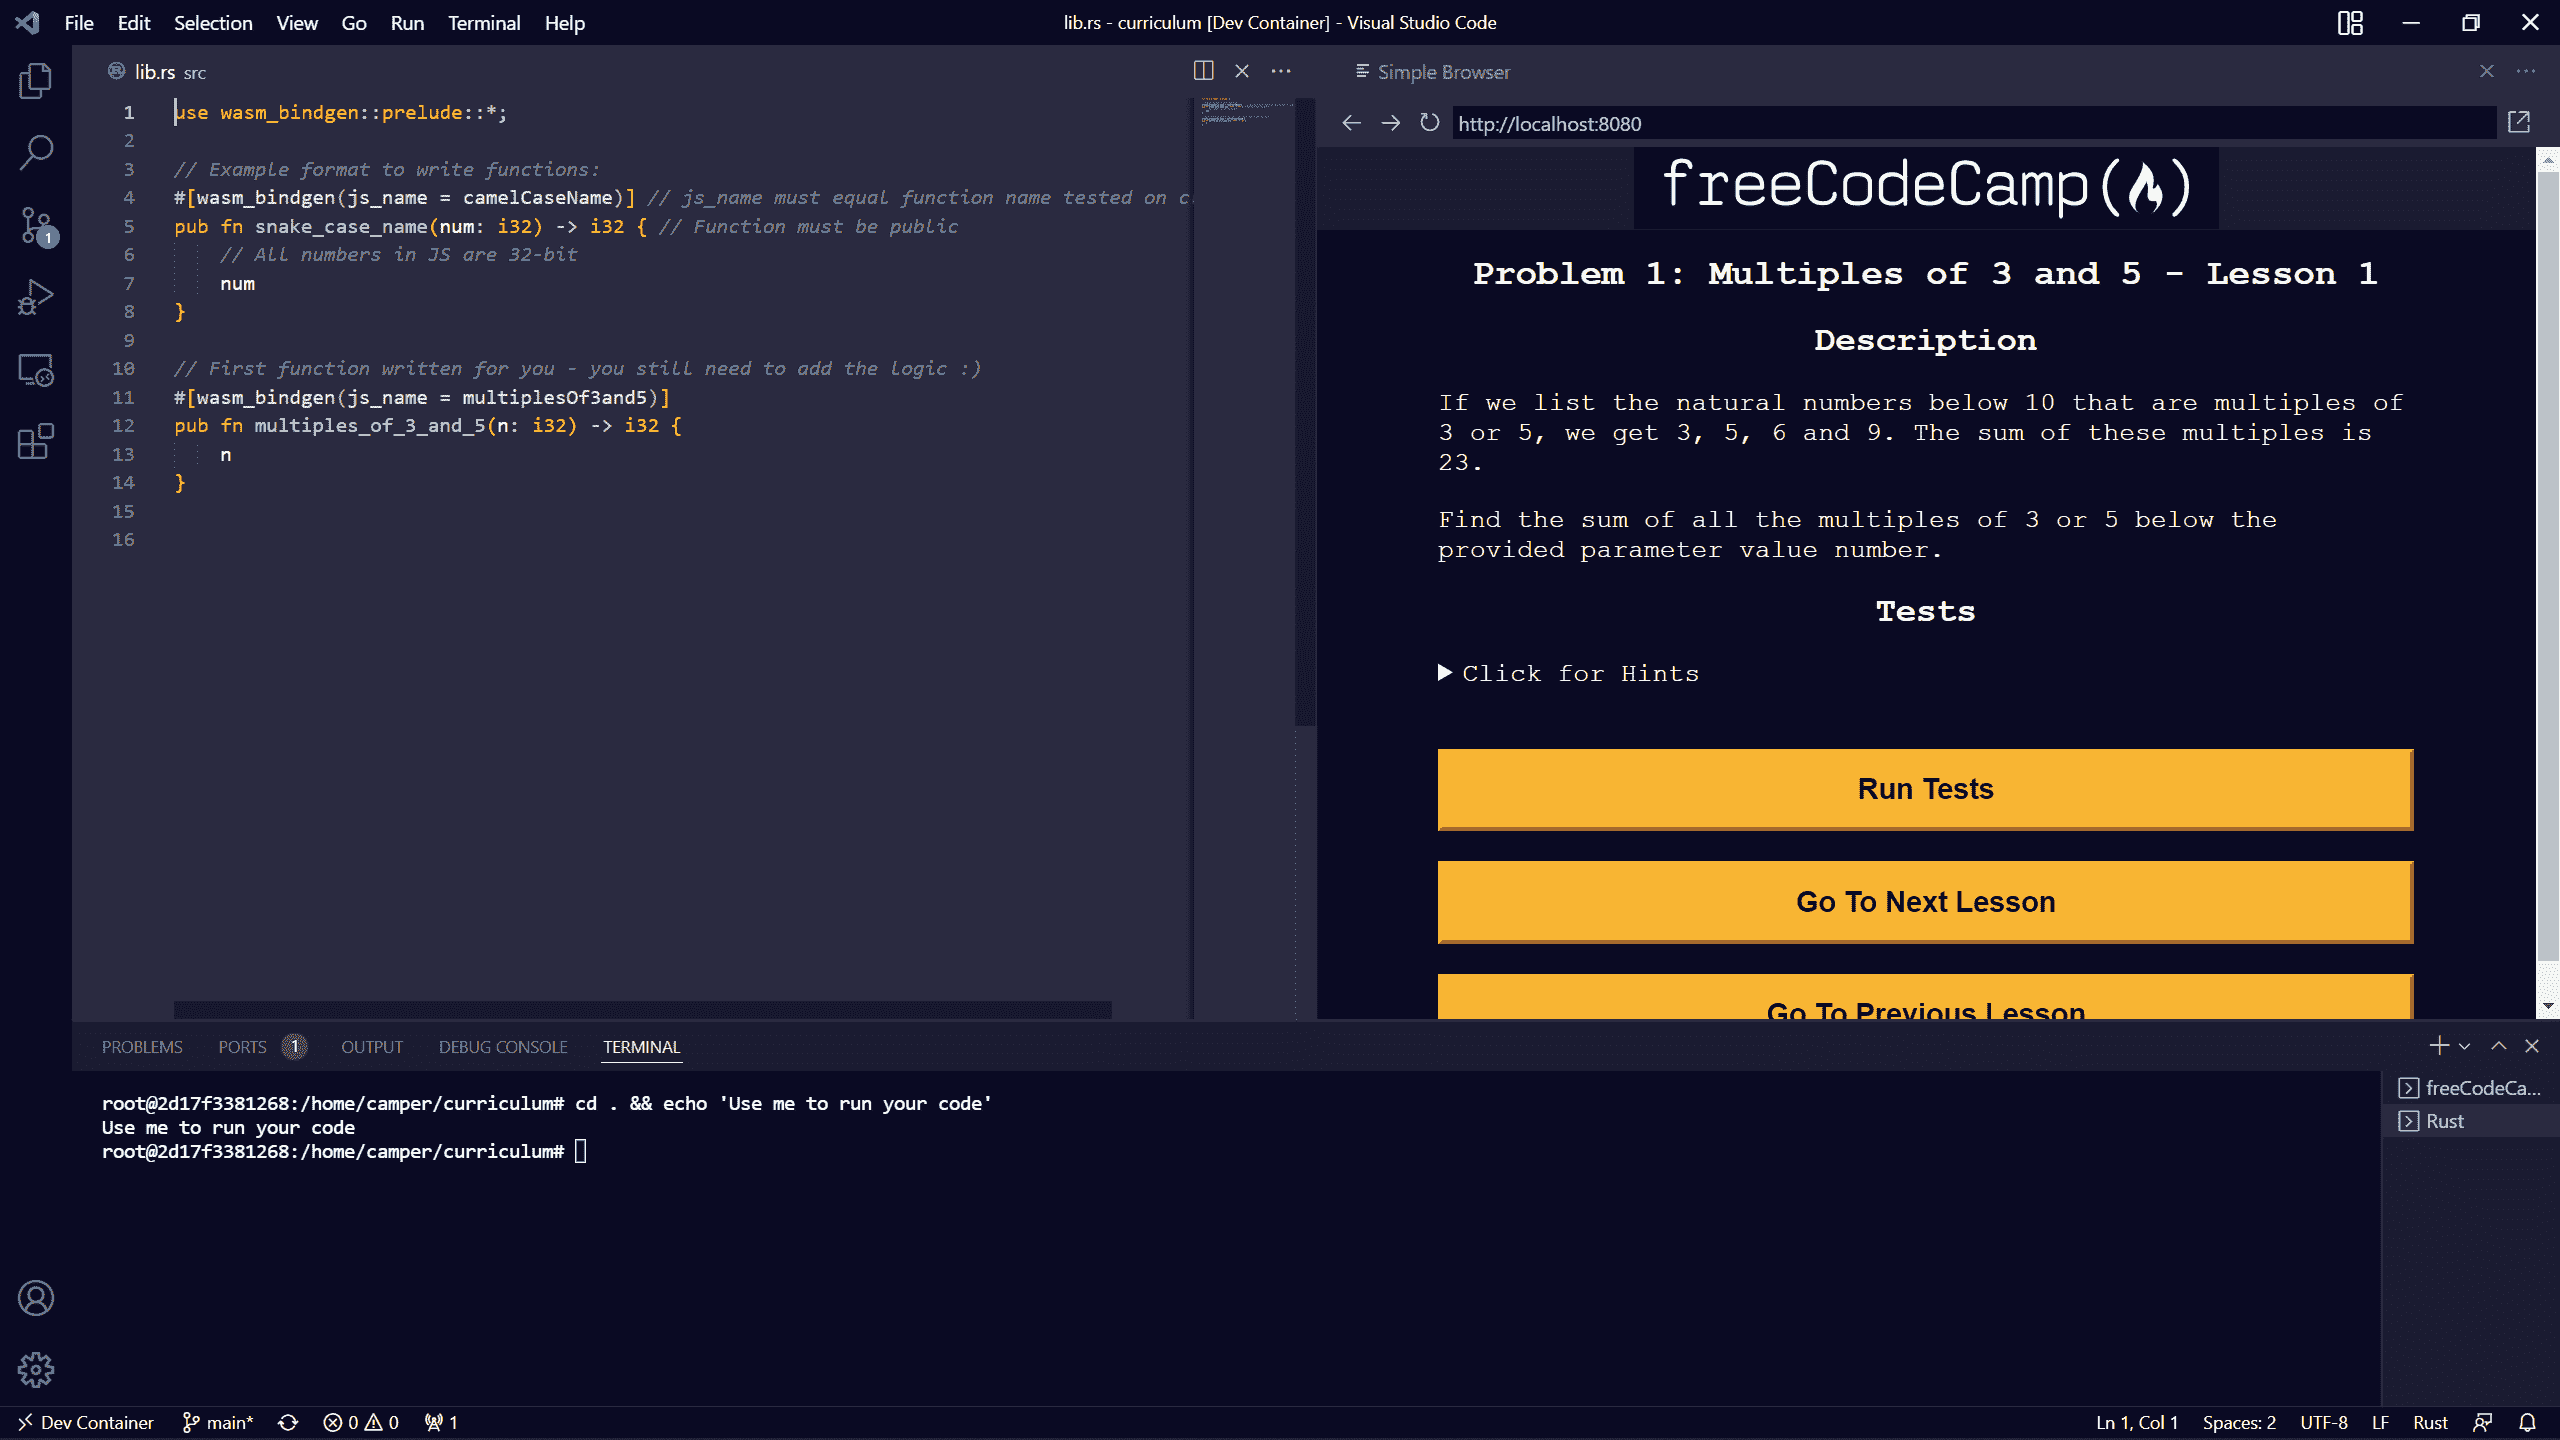 File Edit Selection View Go Run Terminal Help
lib.rs - curriculum [Dev Container] - Visual Studio Code
lib.rs src
1 use wasm_bindgen::prelude::*;
2
3 // Example format to write functions:
4 #[wasm_bindgen(js_name = camelCaseName)] // js_name must equal function name tested on c
5 pub fn snake_case_name(num: i32) -> i32 { // Function must be public
6 // All numbers in JS are 32-bit
7 num
8 }
9
10 // First function written for you - you still need to add the logic :)
11 #[wasm_bindgen(js_name = multiplesOf3and5)]
12 pub fn multiples_of_3_and_5(n: i32) -> i32 {
13 n
14 }
15
16
1
Simple Browser
http://localhost:8080
freeCodeCamp
Problem 1: Multiples of 3 and 5 - Lesson 1
Description
If we list the natural numbers below 10 that are multiples of
3 or 5, we get 3, 5, 6 and 9. The sum of these multiples is
23.
Find the sum of all the multiples of 3 or 5 below the
provided parameter value number.
Tests
Click for Hints
Run Tests
Go To Next Lesson
Go To Previous Lesson
PROBLEMS PORTS 1 OUTPUT DEBUG CONSOLE TERMINAL
root@2d17f3381268:/home/camper/curriculum# cd . && echo 'Use me to run your code'
Use me to run your code
root@2d17f3381268:/home/camper/curriculum#
freeCodeCa...
Rust
Dev Container main* 0 0 1
Ln 1, Col 1 Spaces: 2 UTF-8 LF Rust